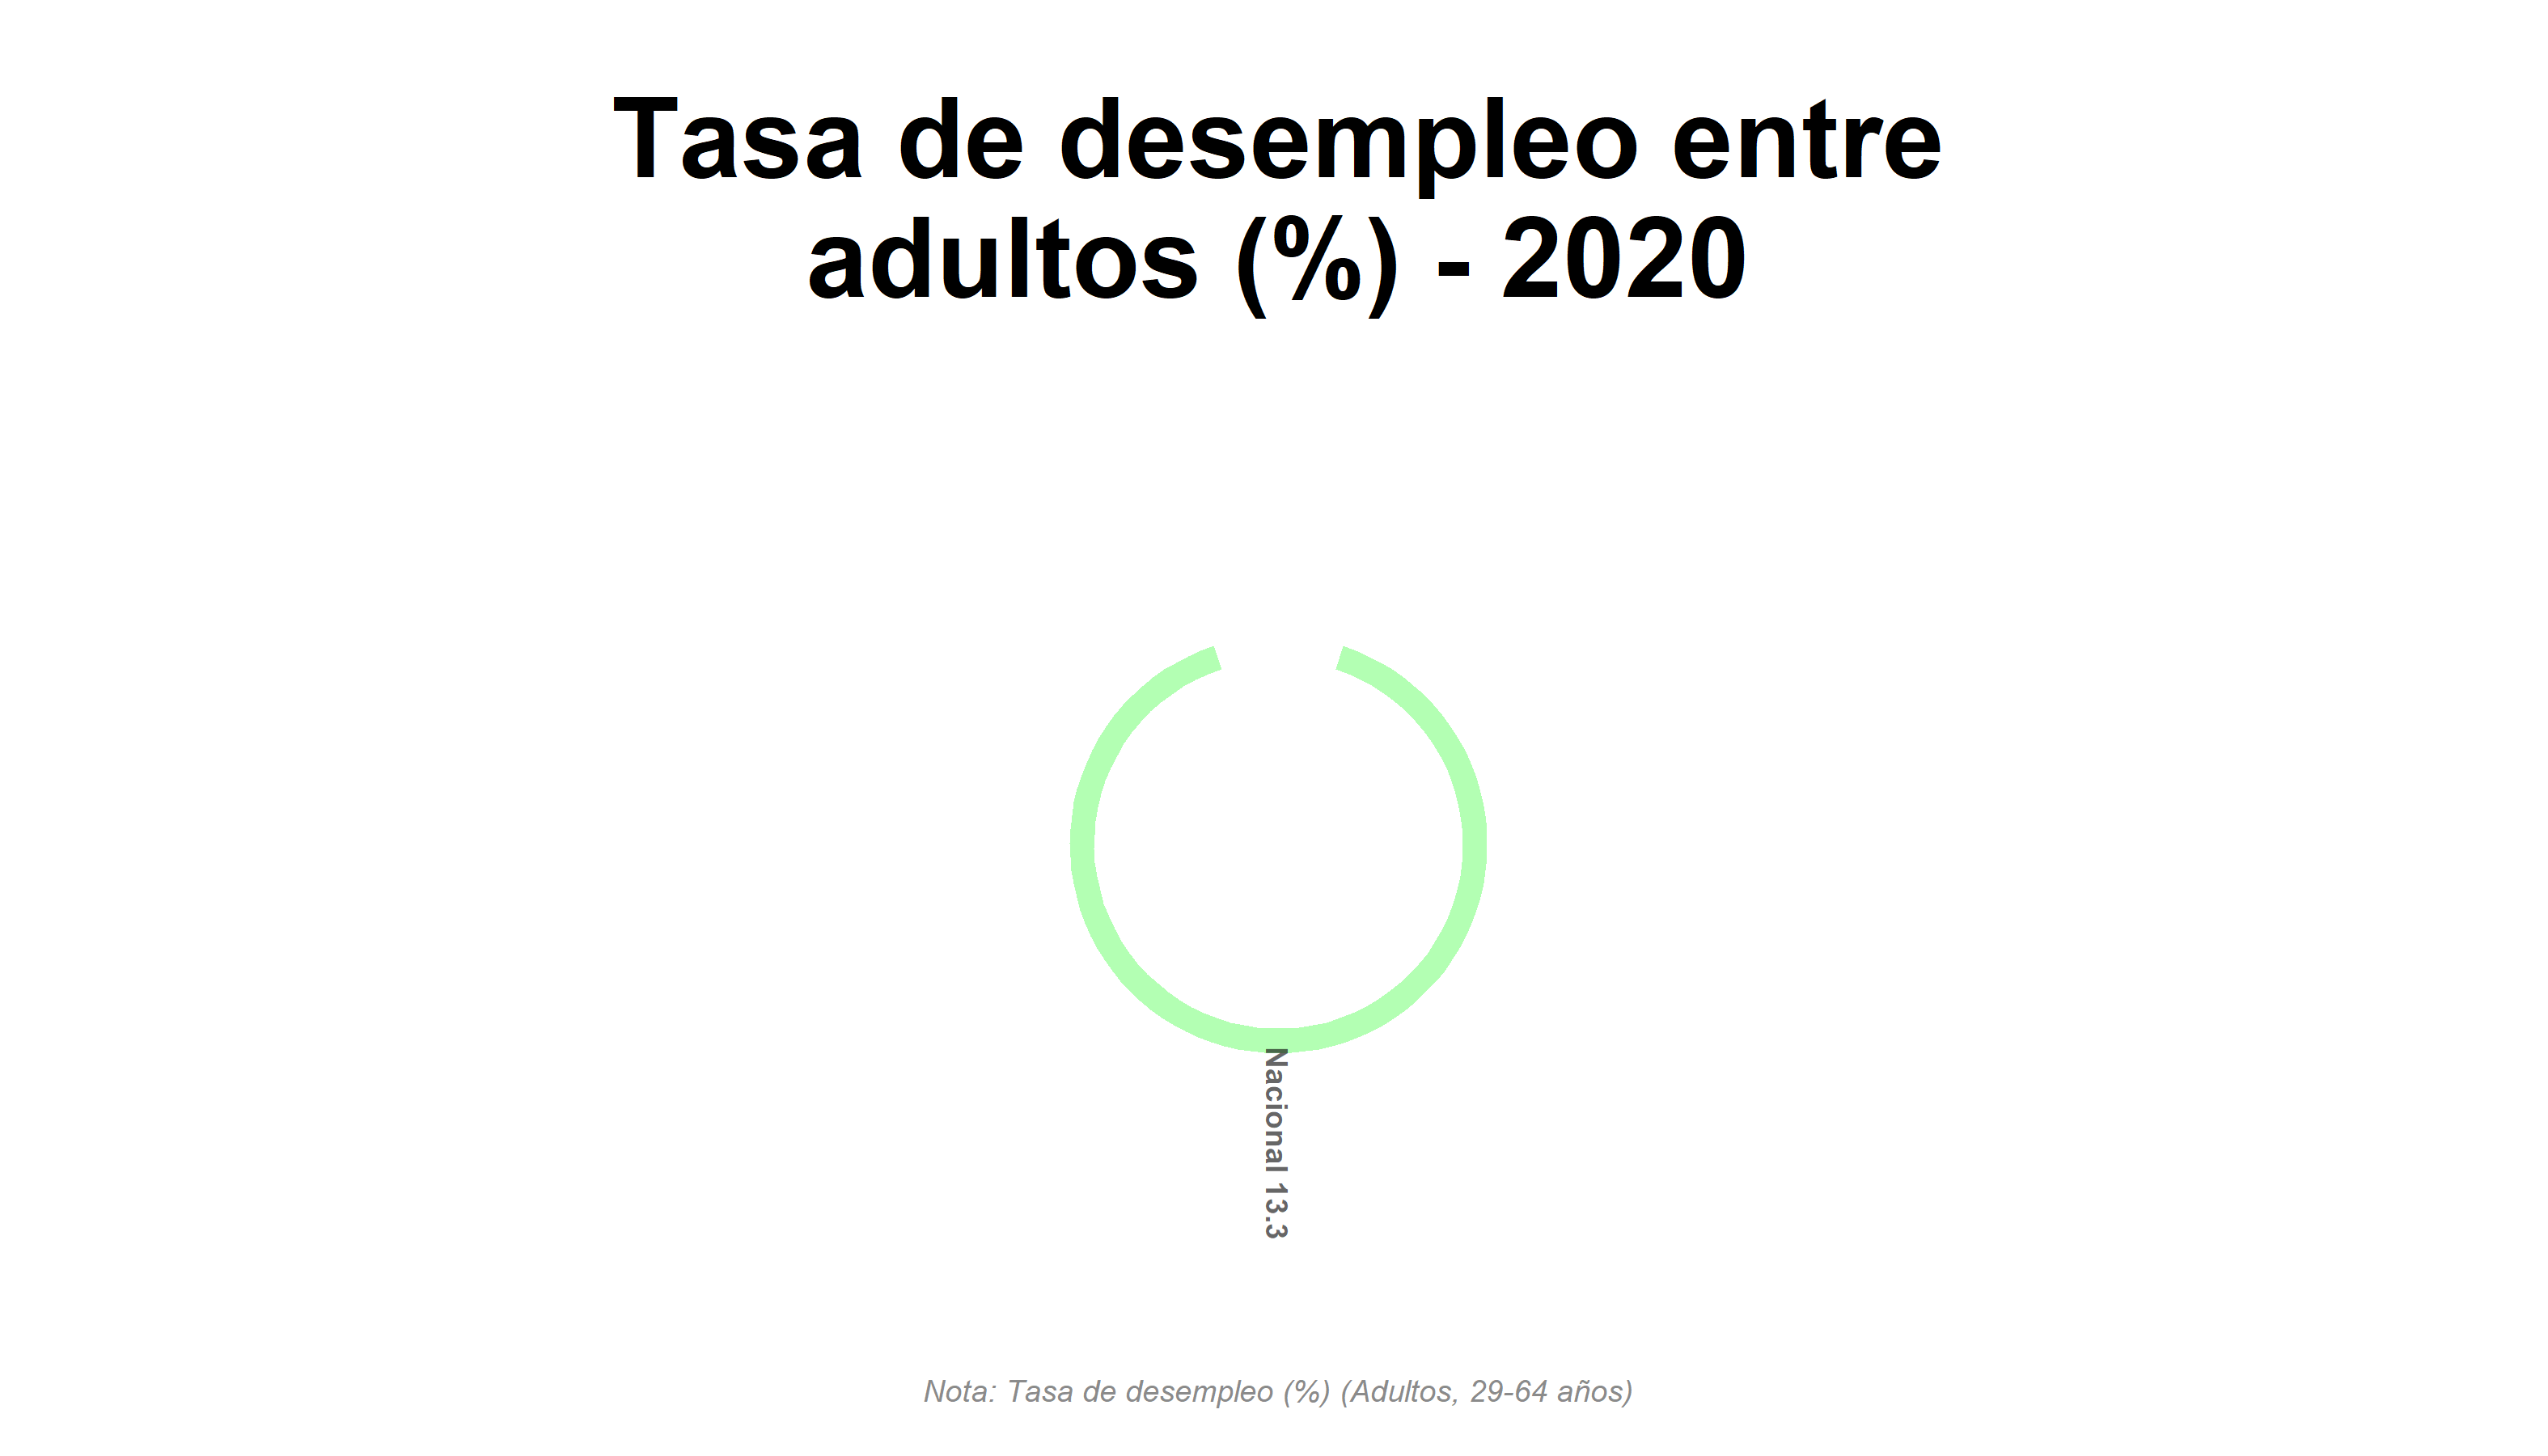 Tasa de desempleo entre
adultos (%) - 2020
Nacional 13.3
Nota: Tasa de desempleo (%) (Adultos, 29-64 años)